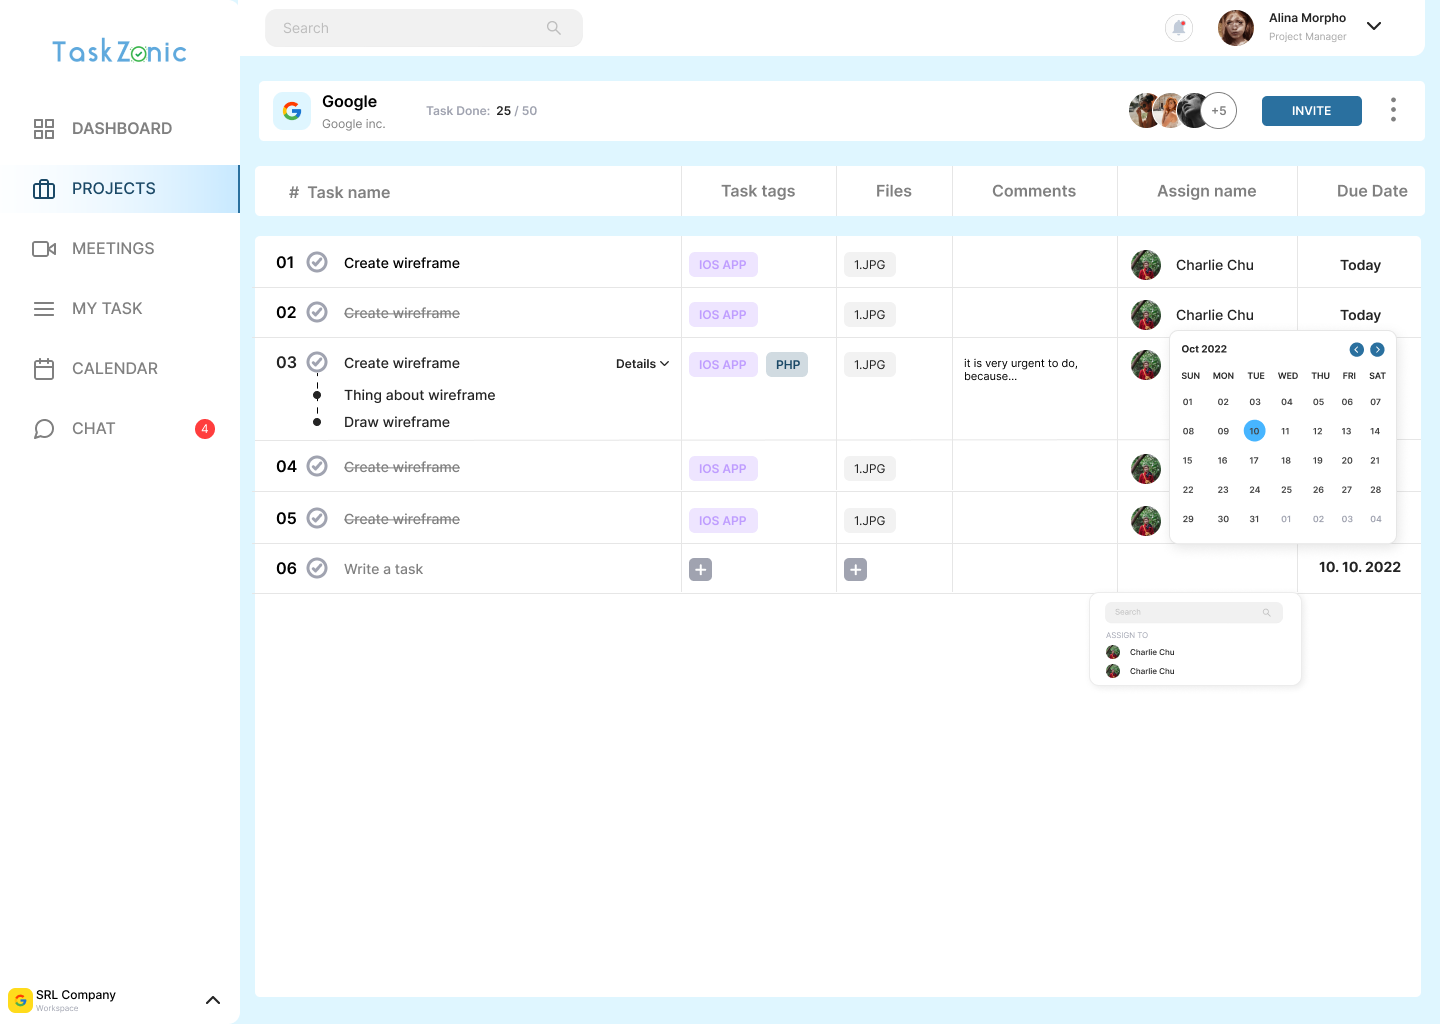 TaskZonic
Search
Alina Morpho
Project Manager
DASHBOARD
PROJECTS
MEETINGS
MY TASK
CALENDAR
CHAT
4
Google
Google inc.
Task Done: 25 / 50
+5
INVITE
# Task name
Task tags
Files
Comments
Assign name
Due Date
01 Create wireframe IOS APP 1.JPG Charlie Chu Today
02 Create wireframe IOS APP 1.JPG Charlie Chu Today
03 Create wireframe Details IOS APP PHP 1.JPG
it is very urgent to do,
because...
Thing about wireframe
Draw wireframe
04 Create wireframe IOS APP 1.JPG
05 Create wireframe IOS APP 1.JPG
06 Write a task 10. 10. 2022
Oct 2022
SUN MON TUE WED THU FRI SAT
01 02 03 04 05 06 07
08 09 10 11 12 13 14
15 16 17 18 19 20 21
22 23 24 25 26 27 28
29 30 31 01 02 03 04
Search
ASSIGN TO
Charlie Chu
Charlie Chu
SRL Company
Workspace